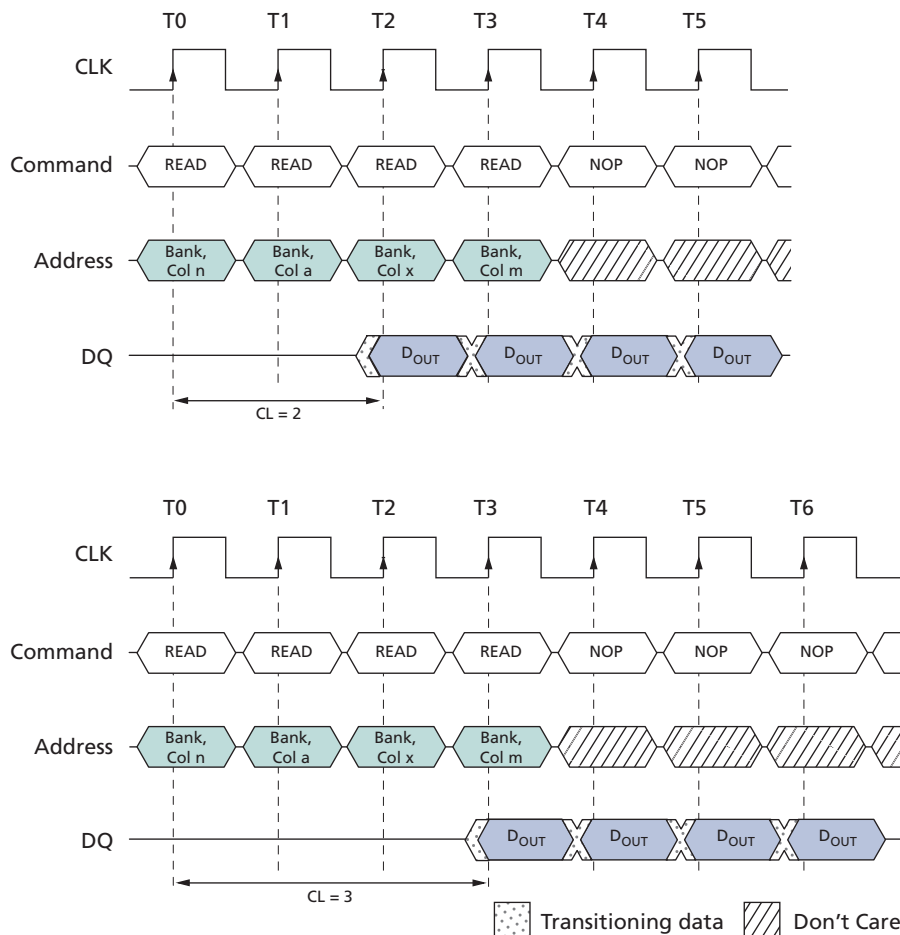 T0 T1 T2 T3 T4 T5
CLK
Command READ READ READ READ NOP NOP
Address Bank, Col n Bank, Col a Bank, Col x Bank, Col m
DQ DOUT DOUT DOUT DOUT
CL = 2
T0 T1 T2 T3 T4 T5 T6
CLK
Command READ READ READ READ NOP NOP NOP
Address Bank, Col n Bank, Col a Bank, Col x Bank, Col m
DQ DOUT DOUT DOUT DOUT
CL = 3
Transitioning data Don't Care